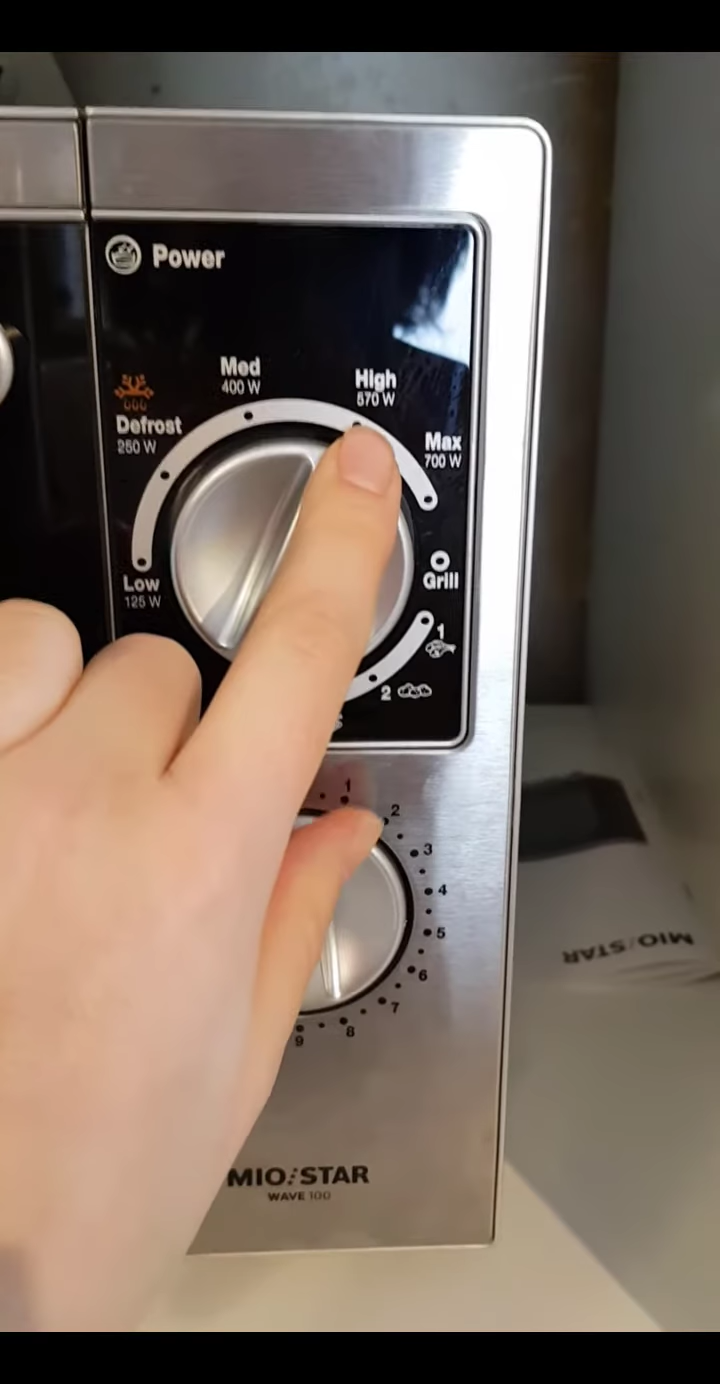 Power
Med
400 W
High
570 W
Defrost
250 W
Max
700 W
Low
125 W
Grill
1
2
1
2
3
4
5
6
7
8
9
MIO:STAR
WAVE 100
MIO:STAR